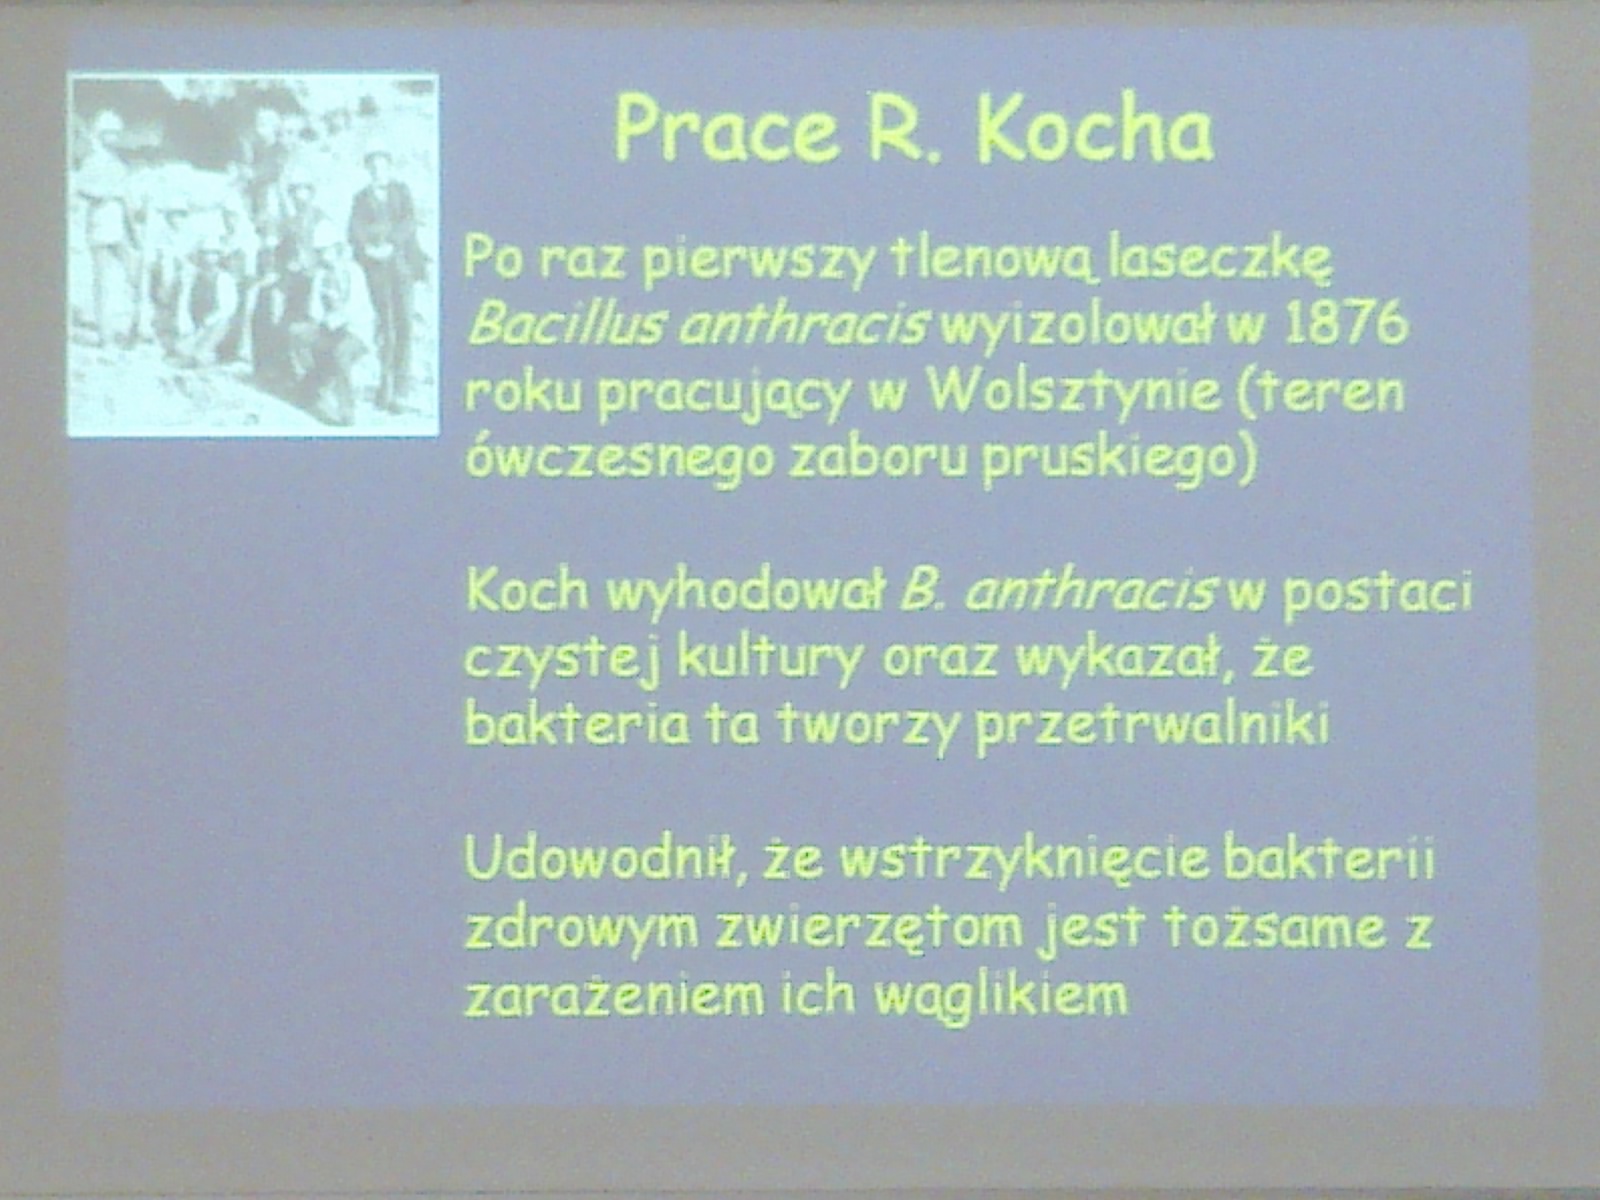 Prace R. Kocha
Po raz pierwszy tlenową laseczkę
Bacillus anthracis wyizolował w 1876
roku pracujący w Wolsztynie (teren
ówczesnego zaboru pruskiego)
Koch wyhodował B. anthracis w postaci
czystej kultury oraz wykazał, że
bakteria ta tworzy przetrwalniki
Udowodnił, że wstrzyknięcie bakterii
zdrowym zwierzętom jest tożsame z
zarażeniem ich wąglikiem